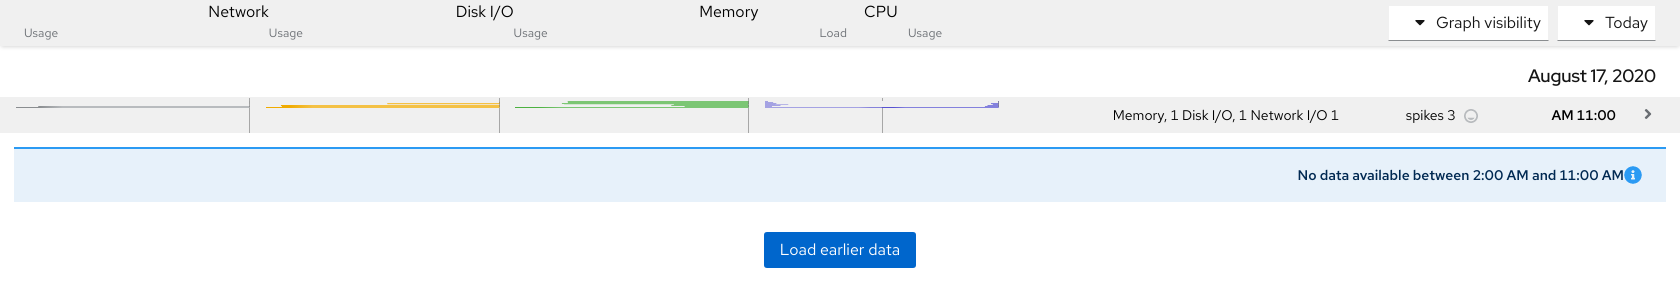 Network Disk I/O Memory CPU
Usage Usage Usage Load Usage
Graph visibility Today
August 17, 2020
Memory, 1 Disk I/O, 1 Network I/O 1 spikes 3 AM 11:00
No data available between 2:00 AM and 11:00 AM
Load earlier data